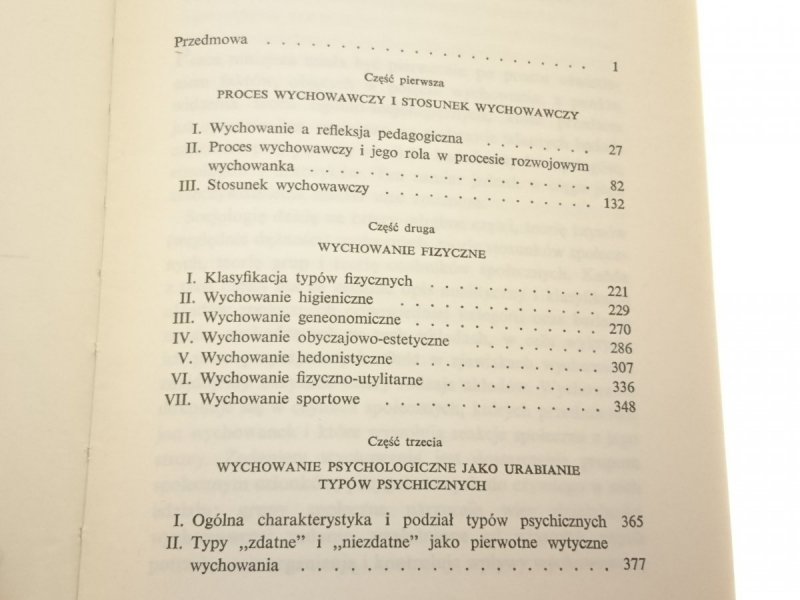 Przedmowa . . . . . . . . . . . . . . . . . . . . 1
Część pierwsza
PROCES WYCHOWAWCZY I STOSUNEK WYCHOWAWCZY
I. Wychowanie a refleksja pedagogiczna . . . . . . 27
II. Proces wychowawczy i jego rola w procesie rozwojowym
wychowanka . . . . . . . . . . . . . . . . . . 82
III. Stosunek wychowawczy . . . . . . . . . . . . . 132
Część druga
WYCHOWANIE FIZYCZNE
I. Klasyfikacja typów fizycznych . . . . . . . . . . 221
II. Wychowanie higieniczne . . . . . . . . . . . . 229
III. Wychowanie geneonomiczne . . . . . . . . . . . 270
IV. Wychowanie obyczajowo-estetyczne . . . . . . . . 286
V. Wychowanie hedonistyczne . . . . . . . . . . . 307
VI. Wychowanie fizyczno-utylitarne . . . . . . . . . 336
VII. Wychowanie sportowe . . . . . . . . . . . . . 348
Część trzecia
WYCHOWANIE PSYCHOLOGICZNE JAKO URABIANIE
TYPÓW PSYCHICZNYCH
I. Ogólna charakterystyka i podział typów psychicznych 365
II. Typy „zdatne” i „niezdatne” jako pierwotne wytyczne
wychowania . . . . . . . . . . . . . . . . . . 377